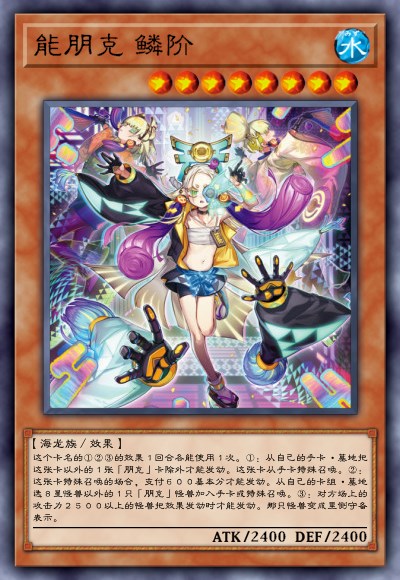 能朋克 鳞阶
水
【海龙族／效果】
这个卡名的①②③的效果1回合各能使用1次。①：从自己的手卡·墓地把
这张卡以外的1张「朋克」卡除外才能发动。这张卡从手卡特殊召唤。②：
这张卡特殊召唤的场合，支付600基本分才能发动。从自己的卡组·墓地
选8星怪兽以外的1只「朋克」怪兽加入手卡或特殊召唤。③：对方场上的
攻击力2500以上的怪兽把效果发动时才能发动。那只怪兽变成里侧守备
表示。
ATK/2400 DEF/2400